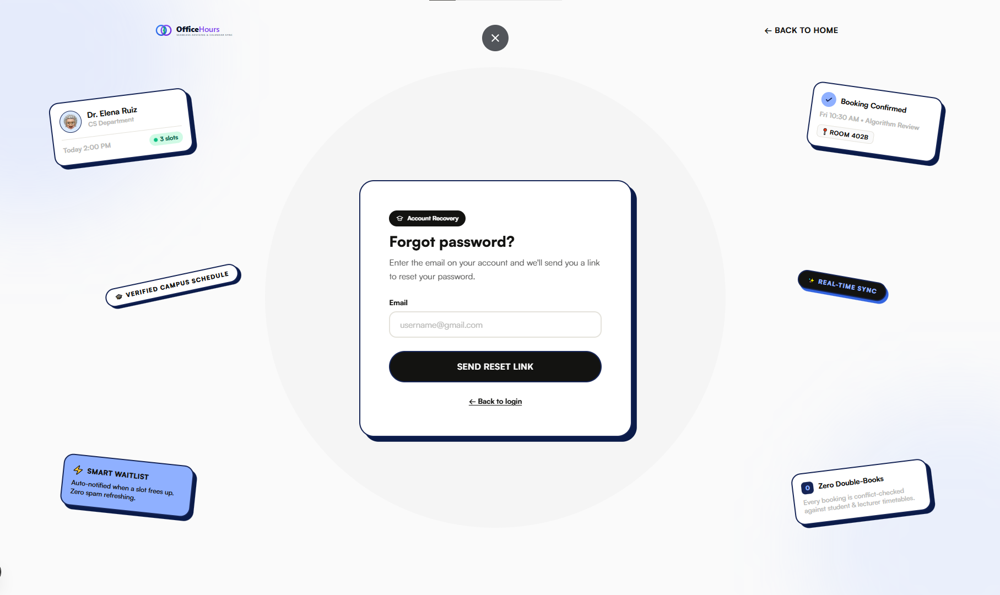 OfficeHours
SEAMLESS ADVISING & CALENDAR SYNC
← BACK TO HOME
Dr. Elena Ruiz
CS Department
Today 2:00 PM
3 slots
Booking Confirmed
Fri 10:30 AM • Algorithm Review
ROOM 402B
Account Recovery
Forgot password?
Enter the email on your account and we'll send you a link
to reset your password.
Email
username@gmail.com
SEND RESET LINK
← Back to login
VERIFIED CAMPUS SCHEDULE
REAL-TIME SYNC
SMART WAITLIST
Auto-notified when a slot frees up.
Zero spam refreshing.
0 Zero Double-Books
Every booking is conflict-checked
against student & lecturer timetables.